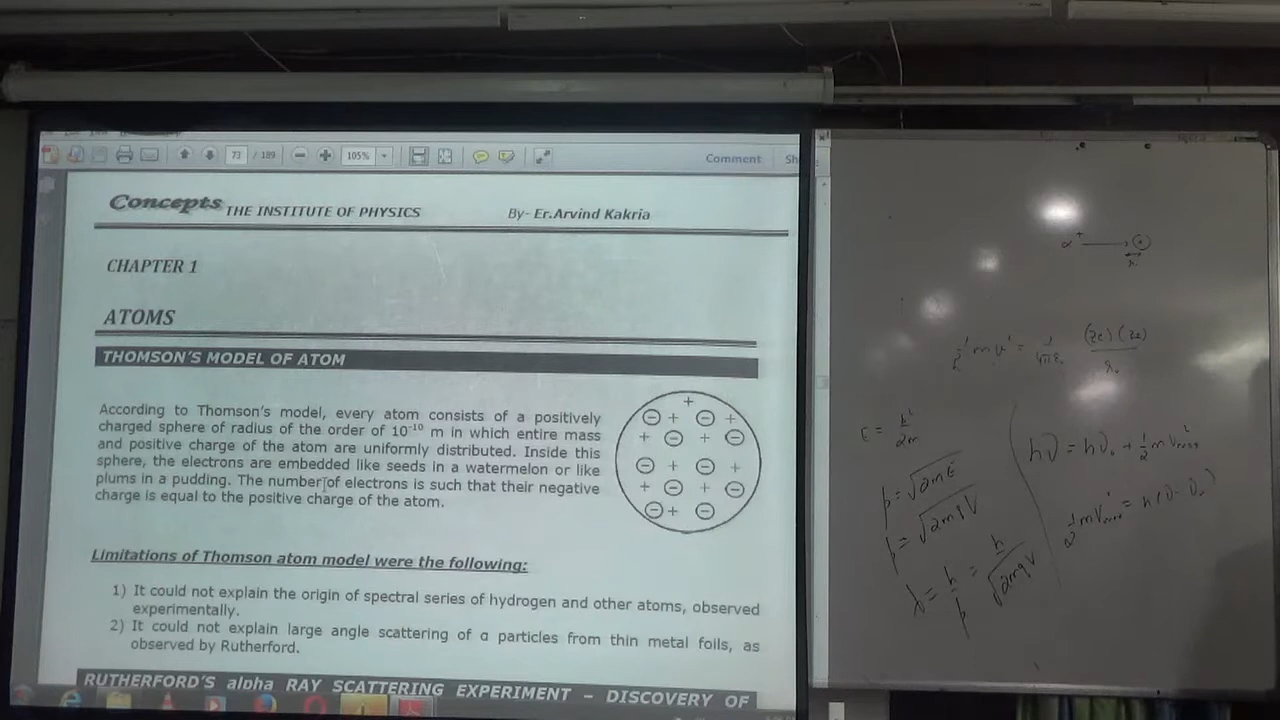 73 / 189
105%
Comment
Concepts THE INSTITUTE OF PHYSICS By- Er.Arvind Kakria
CHAPTER 1
ATOMS
THOMSON'S MODEL OF ATOM
According to Thomson's model, every atom consists of a positively
charged sphere of radius of the order of 10⁻¹⁰ m in which entire mass
and positive charge of the atom are uniformly distributed. Inside this
sphere, the electrons are embedded like seeds in a watermelon or like
plums in a pudding. The number of electrons is such that their negative
charge is equal to the positive charge of the atom.
Limitations of Thomson atom model were the following:
1) It could not explain the origin of spectral series of hydrogen and other atoms, observed
experimentally.
2) It could not explain large angle scattering of α particles from thin metal foils, as
observed by Rutherford.
RUTHERFORD'S alpha RAY SCATTERING EXPERIMENT – DISCOVERY OF
p = √2mE
p = √2mqV
λ = h/p = h/√2mqV
hν = hν₀ + ½mv²max
½mv²max = h(ν - ν₀)